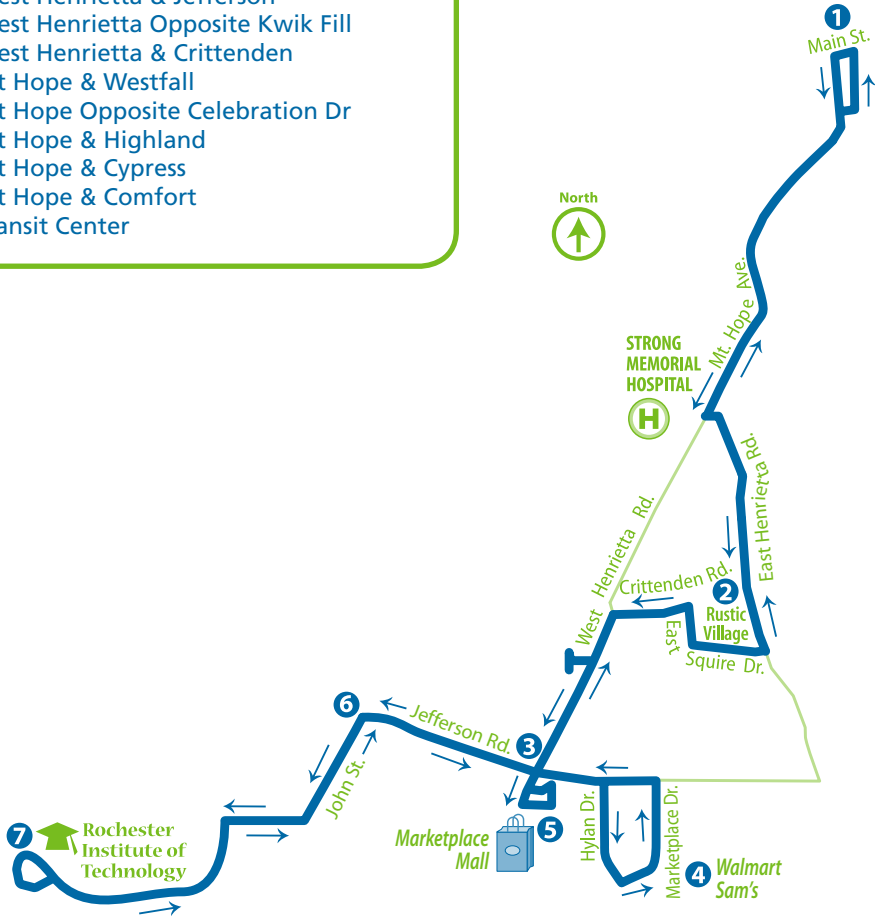 est Henrietta & Jefferson
est Henrietta Opposite Kwik Fill
est Henrietta & Crittenden
t Hope & Westfall
t Hope Opposite Celebration Dr
t Hope & Highland
t Hope & Cypress
t Hope & Comfort
ansit Center
1
Main St.
North
Mt. Hope Ave.
STRONG
MEMORIAL
HOSPITAL
H
East Henrietta Rd.
West Henrietta Rd.
Crittenden Rd.
2
Rustic
Village
East
Squire Dr.
6
Jefferson Rd.
3
John St.
Hylan Dr.
Marketplace Dr.
5
Marketplace
Mall
4
Walmart
Sam's
7
Rochester
Institute of
Technology